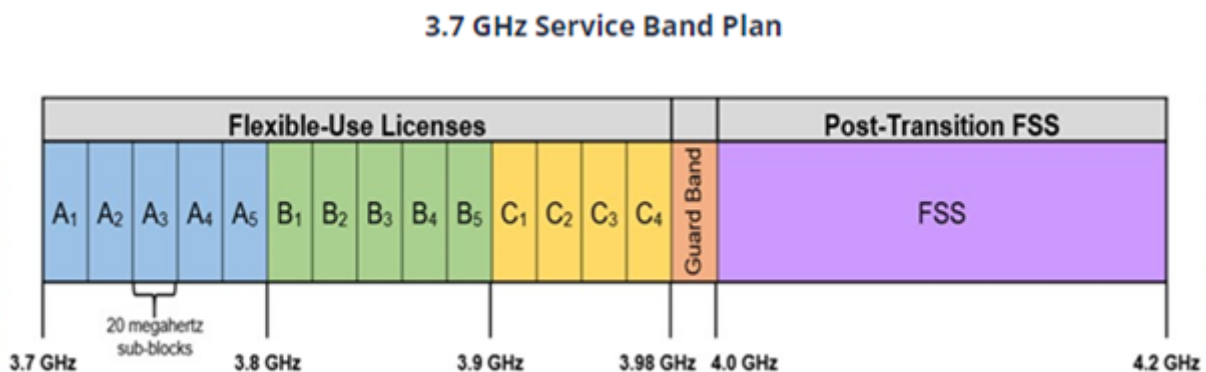 3.7 GHz Service Band Plan
Flexible-Use Licenses
Post-Transition FSS
A₁ A₂ A₃ A₄ A₅ B₁ B₂ B₃ B₄ B₅ C₁ C₂ C₃ C₄
Guard Band
FSS
20 megahertz
sub-blocks
3.7 GHz 3.8 GHz 3.9 GHz 3.98 GHz 4.0 GHz 4.2 GHz